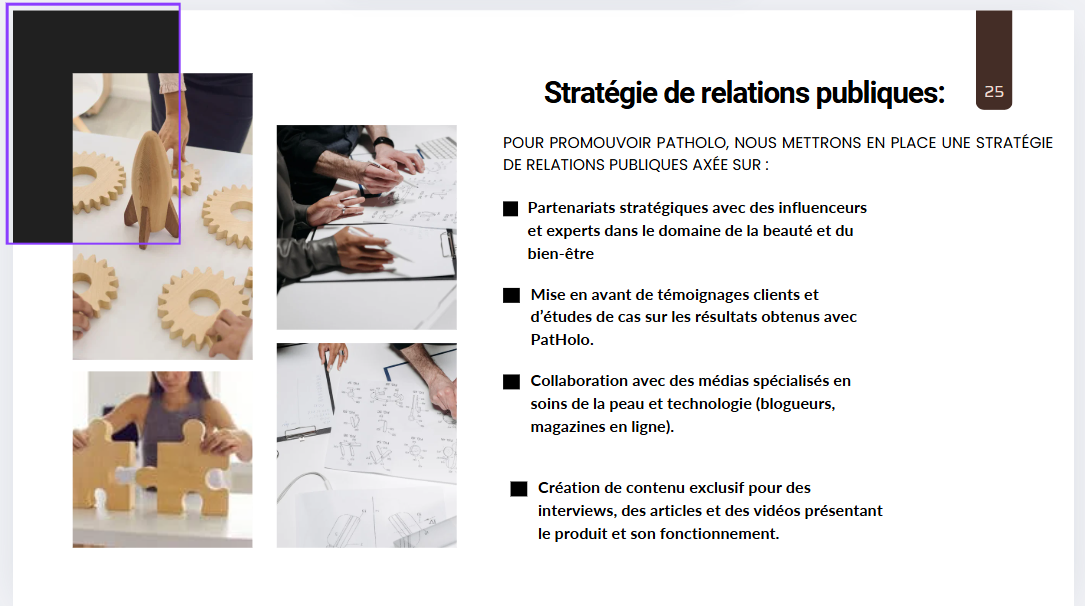 Stratégie de relations publiques:
25
POUR PROMOUVOIR PATHOLO, NOUS METTRONS EN PLACE UNE STRATÉGIE
DE RELATIONS PUBLIQUES AXÉE SUR :
Partenariats stratégiques avec des influenceurs
et experts dans le domaine de la beauté et du
bien-être
Mise en avant de témoignages clients et
d’études de cas sur les résultats obtenus avec
PatHolo.
Collaboration avec des médias spécialisés en
soins de la peau et technologie (blogueurs,
magazines en ligne).
Création de contenu exclusif pour des
interviews, des articles et des vidéos présentant
le produit et son fonctionnement.